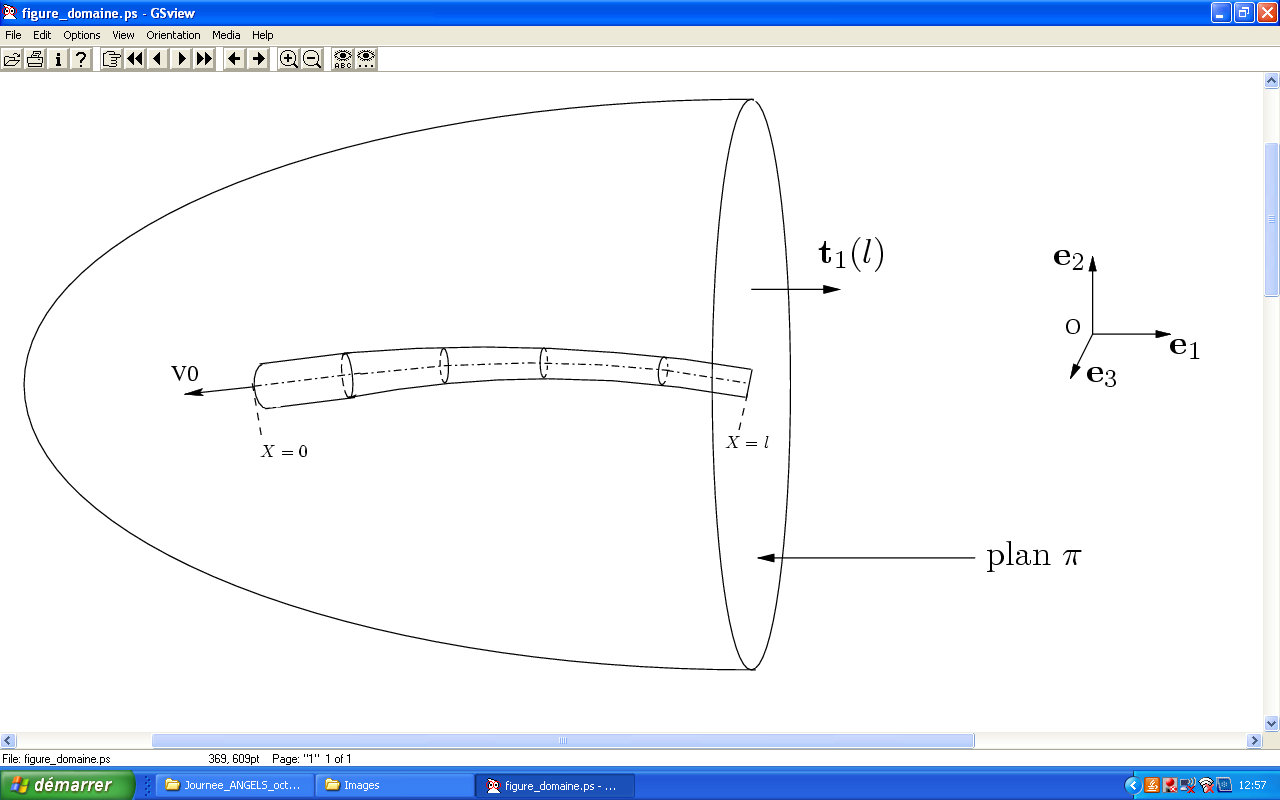 figure_domaine.ps - GSview
File Edit Options View Orientation Media Help
ABC
t₁(l)
e₂
O
e₁
e₃
V0
X = 0
X = l
plan π
File: figure_domaine.ps 369, 609pt Page: "1" 1 of 1
démarrer Journee_ANGELS_oct... Images figure_domaine.ps - ... 12:57